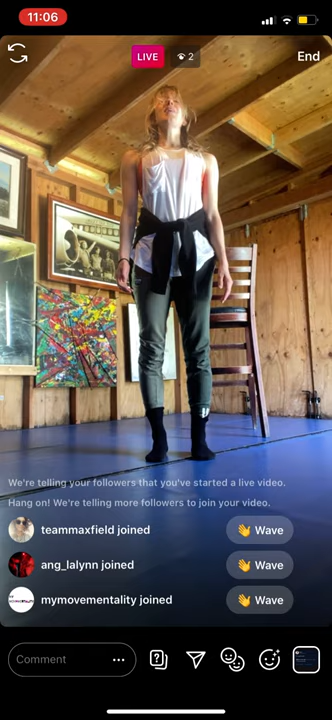 11:06
LIVE 2 End
We're telling your followers that you've started a live video.
Hang on! We're telling more followers to join your video.
teammaxfield joined Wave
ang_lalynn joined Wave
mymovementality joined Wave
Comment